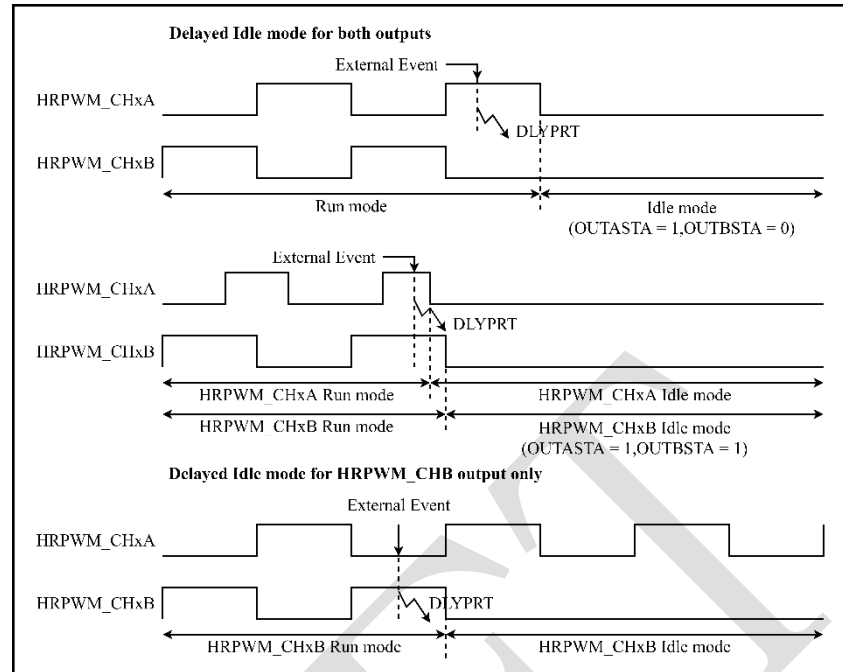 Delayed Idle mode for both outputs
External Event
HRPWM_CHxA
DLYPRT
HRPWM_CHxB
Run mode
Idle mode
(OUTASTA = 1,OUTBSTA = 0)
External Event
HRPWM_CHxA
DLYPRT
HRPWM_CHxB
HRPWM_CHxA Run mode
HRPWM_CHxA Idle mode
HRPWM_CHxB Run mode
HRPWM_CHxB Idle mode
(OUTASTA = 1,OUTBSTA = 1)
Delayed Idle mode for HRPWM_CHB output only
External Event
HRPWM_CHxA
HRPWM_CHxB
DLYPRT
HRPWM_CHxB Run mode
HRPWM_CHxB Idle mode